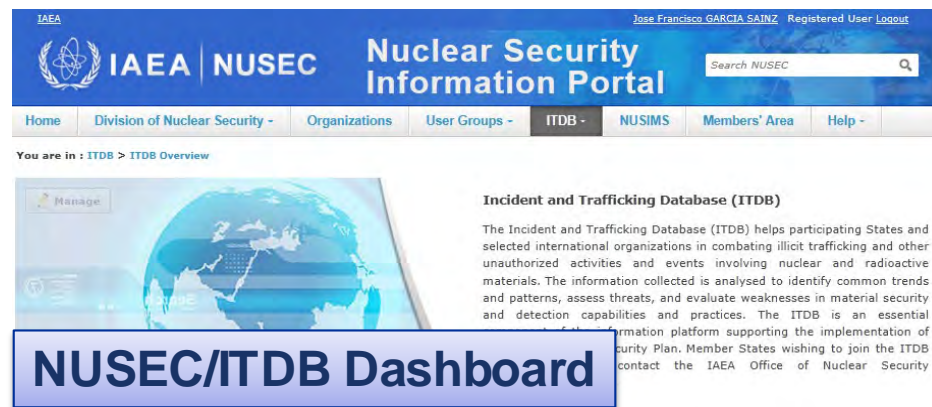 IAEA
Jose Francisco GARCIA SAINZ Registered User Logout
IAEA | NUSEC
Nuclear Security
Information Portal
Search NUSEC
Home Division of Nuclear Security - Organizations User Groups - ITDB - NUSIMS Members' Area Help -
You are in : ITDB > ITDB Overview
Manage
Incident and Trafficking Database (ITDB)
The Incident and Trafficking Database (ITDB) helps participating States and
selected international organizations in combating illicit trafficking and other
unauthorized activities and events involving nuclear and radioactive
materials. The information collected is analysed to identify common trends
and patterns, assess threats, and evaluate weaknesses in material security
and detection capabilities and practices. The ITDB is an essential
information platform supporting the implementation of
Plan. Member States wishing to join the ITDB
contact the IAEA Office of Nuclear Security
NUSEC/ITDB Dashboard